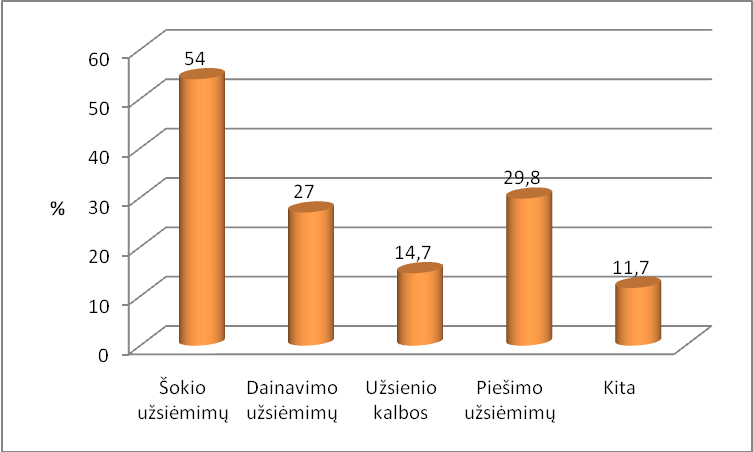 60
50
40
30
20
10
0
%
54
27
14,7
29,8
11,7
Šokio
užsiėmimų
Dainavimo
užsiėmimų
Užsienio
kalbos
Piešimo
užsiėmimų
Kita